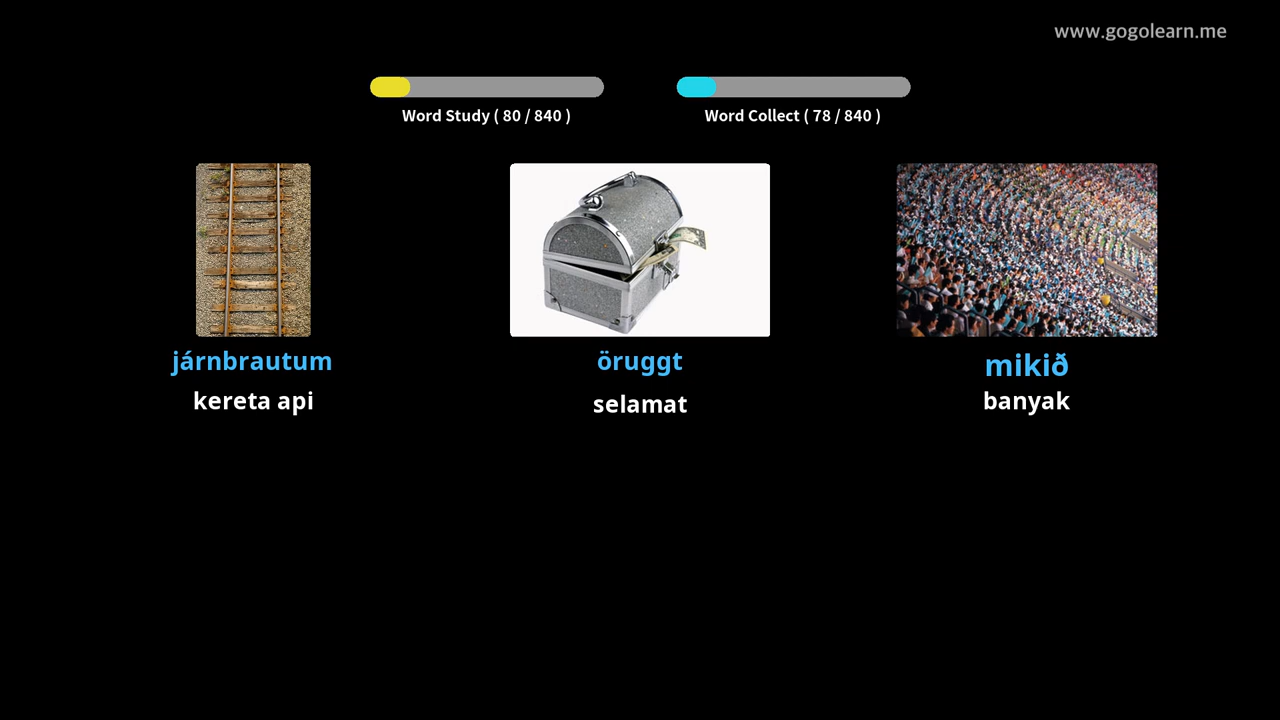 www.gogolearn.me
Word Study ( 80 / 840 )
Word Collect ( 78 / 840 )
járnbrautum
kereta api
öruggt
selamat
mikið
banyak